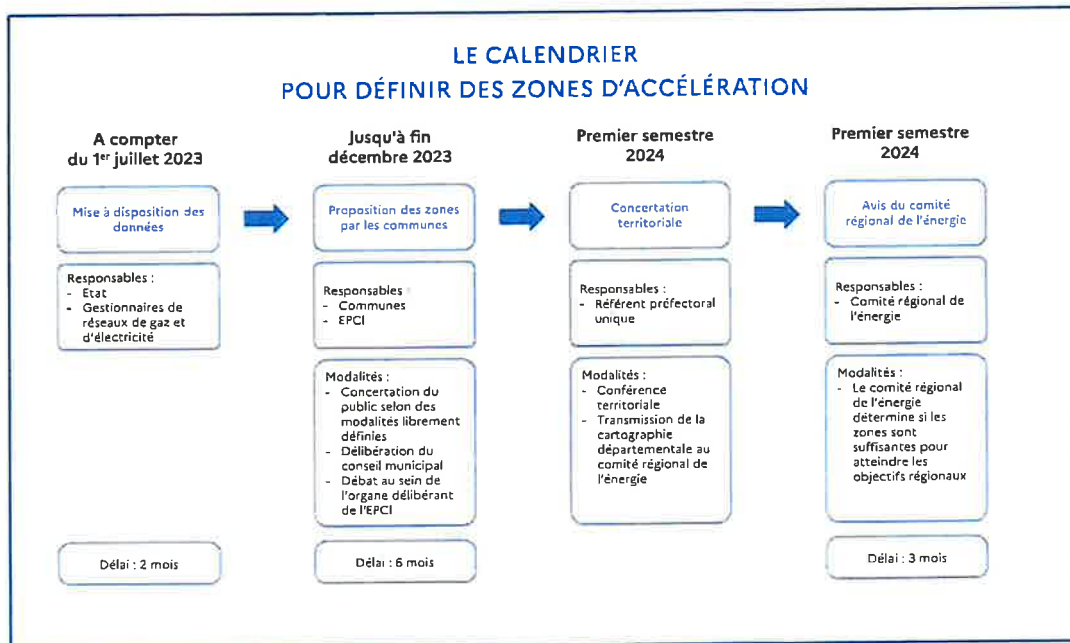 LE CALENDRIER
POUR DÉFINIR DES ZONES D'ACCÉLÉRATION
A compter
du 1er juillet 2023
Mise à disposition des
données
Responsables :
- Etat
- Gestionnaires de
réseaux de gaz et
d'électricité
Délai : 2 mois
Jusqu'à fin
décembre 2023
Proposition des zones
par les communes
Responsables :
- Communes
- EPCI
Modalités :
- Concertation du
public selon des
modalités librement
définies
- Délibération du
conseil municipal
- Débat au sein de
l'organe délibérant
de l'EPCI
Délai : 6 mois
Premier semestre
2024
Concertation
territoriale
Responsables :
- Référent préfectoral
unique
Modalités :
- Conférence
territoriale
- Transmission de la
cartographie
départementale au
comité régional de
l'énergie
Premier semestre
2024
Avis du comité
régional de l'énergie
Responsables :
- Comité régional de
l'énergie
Modalités :
- Le comité régional
de l'énergie
détermine si les
zones sont
suffisantes pour
atteindre les
objectifs régionaux
Délai : 3 mois